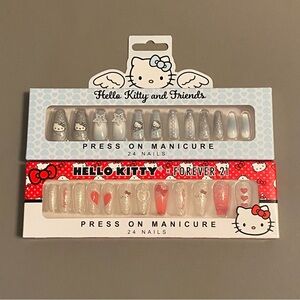 Hello Kitty and Friends
PRESS ON MANICURE
24 NAILS
HELLO KITTY FOREVER 21
PRESS ON MANICURE
24 NAILS